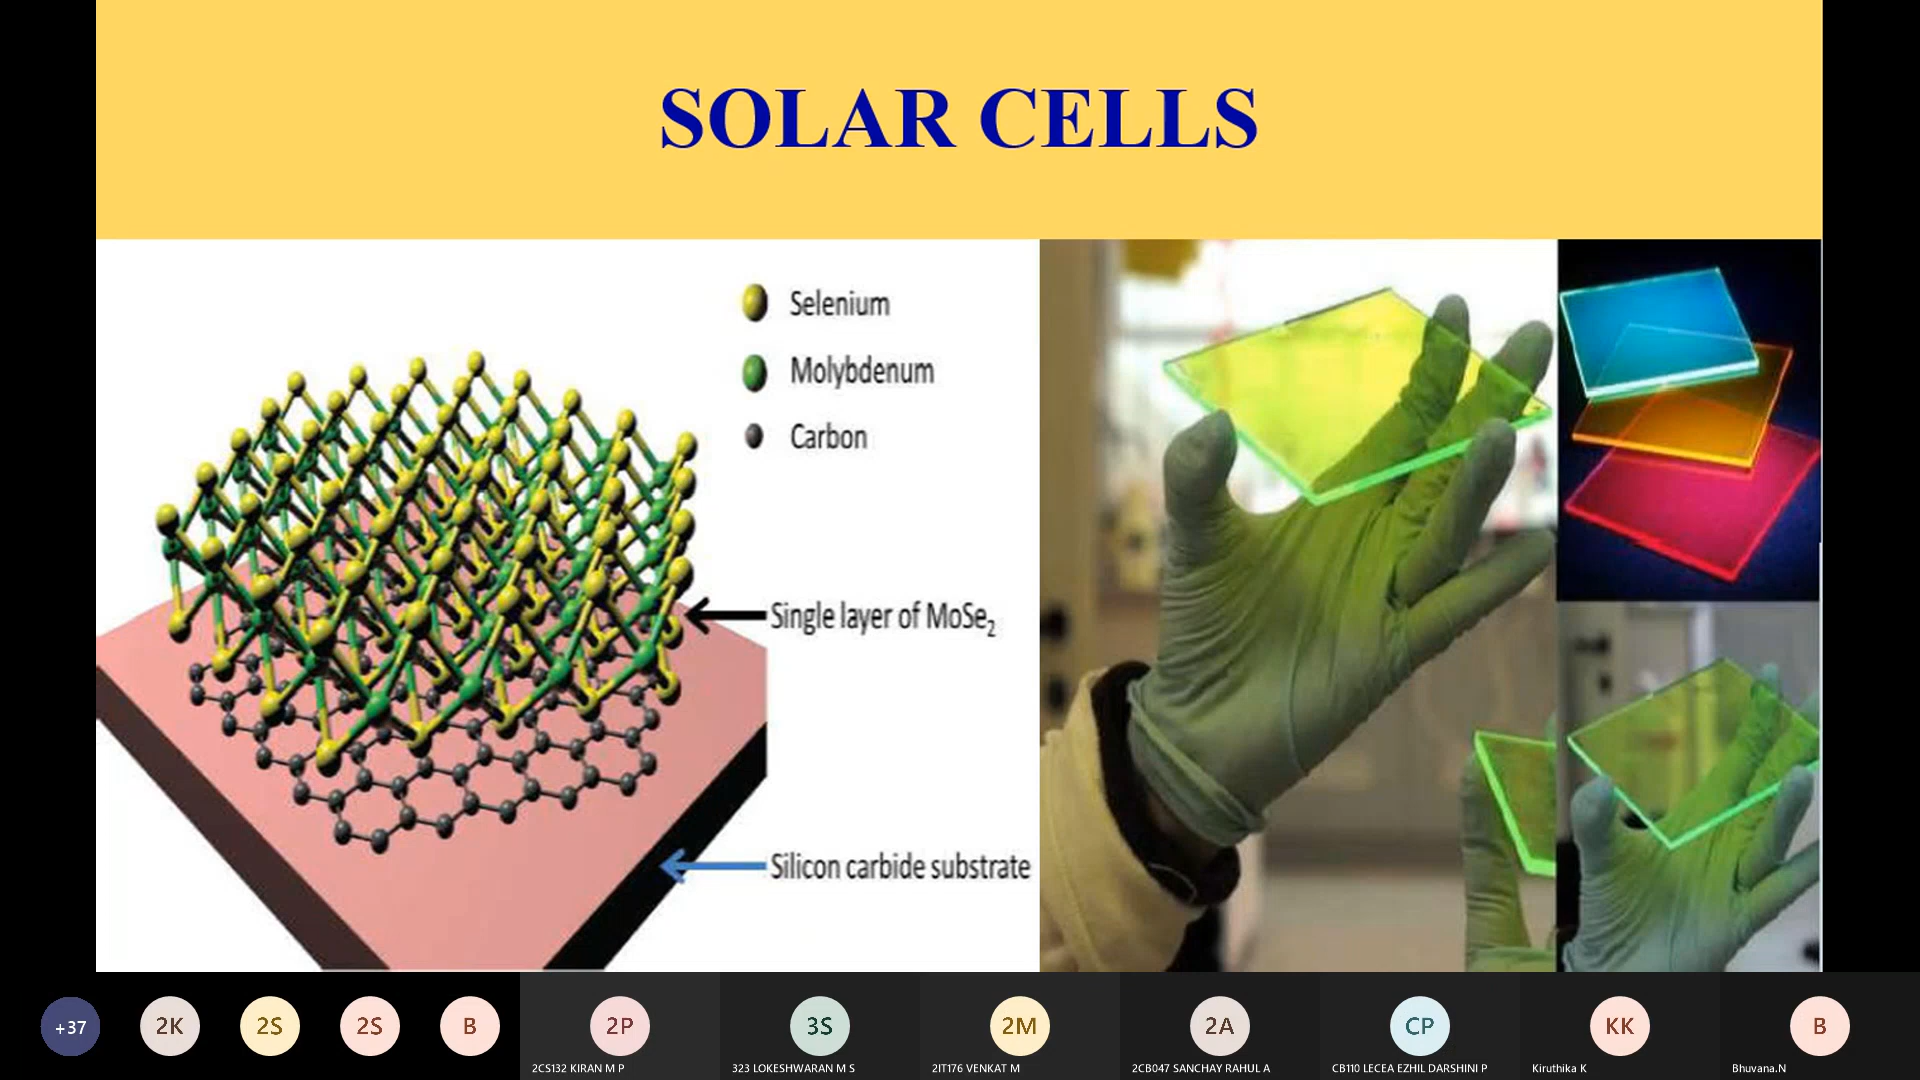 SOLAR CELLS
Selenium
Molybdenum
Carbon
Single layer of MoSe₂
Silicon carbide substrate
+37
2K
2S
2S
B
2P
3S
2M
2A
CP
KK
B
2CS132 KIRAN M P
323 LOKESHWARAN M S
2IT176 VENKAT M
2CB047 SANCHAY RAHUL A
CB110 LECEA EZHIL DARSHINI P
Kiruthika K
Bhuvana.N